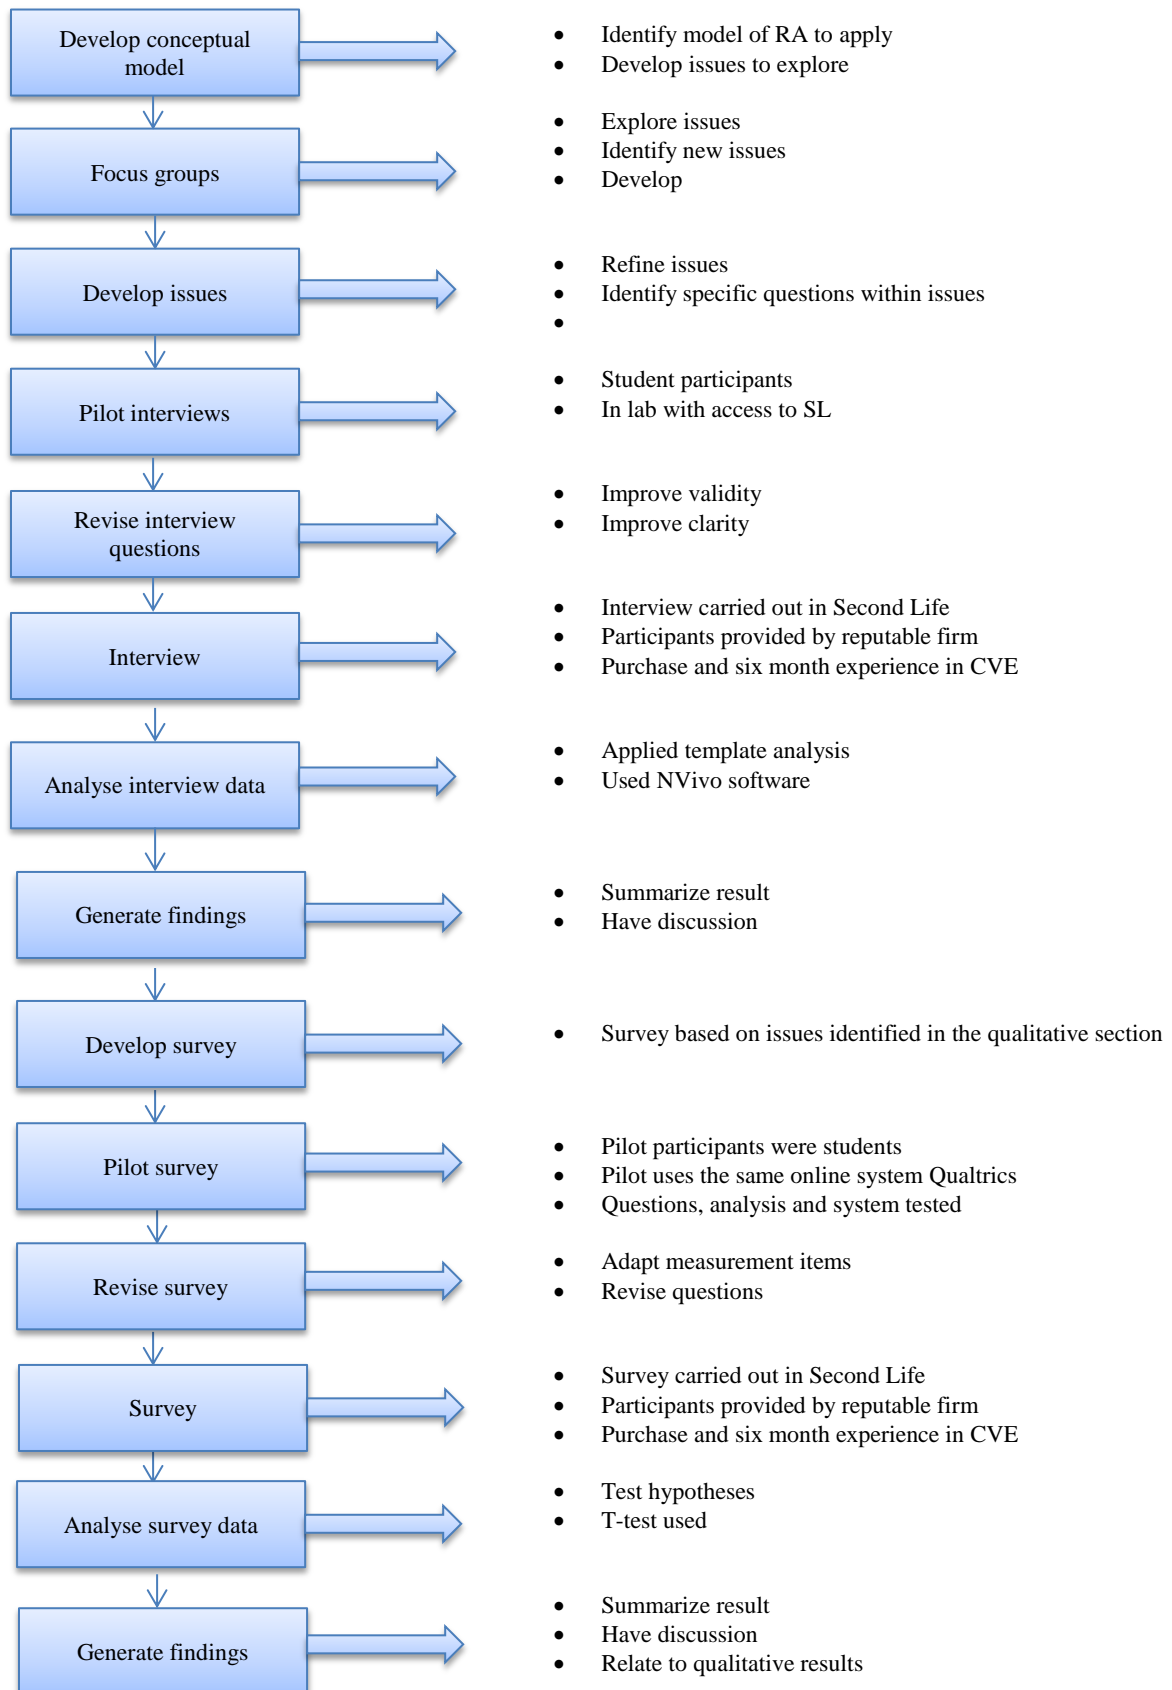 Develop conceptual
model
• Identify model of RA to apply
• Develop issues to explore
Focus groups
• Explore issues
• Identify new issues
• Develop
Develop issues
• Refine issues
• Identify specific questions within issues
•
Pilot interviews
• Student participants
• In lab with access to SL
Revise interview
questions
• Improve validity
• Improve clarity
Interview
• Interview carried out in Second Life
• Participants provided by reputable firm
• Purchase and six month experience in CVE
Analyse interview data
• Applied template analysis
• Used NVivo software
Generate findings
• Summarize result
• Have discussion
Develop survey
• Survey based on issues identified in the qualitative section
Pilot survey
• Pilot participants were students
• Pilot uses the same online system Qualtrics
• Questions, analysis and system tested
Revise survey
• Adapt measurement items
• Revise questions
Survey
• Survey carried out in Second Life
• Participants provided by reputable firm
• Purchase and six month experience in CVE
Analyse survey data
• Test hypotheses
• T-test used
Generate findings
• Summarize result
• Have discussion
• Relate to qualitative results